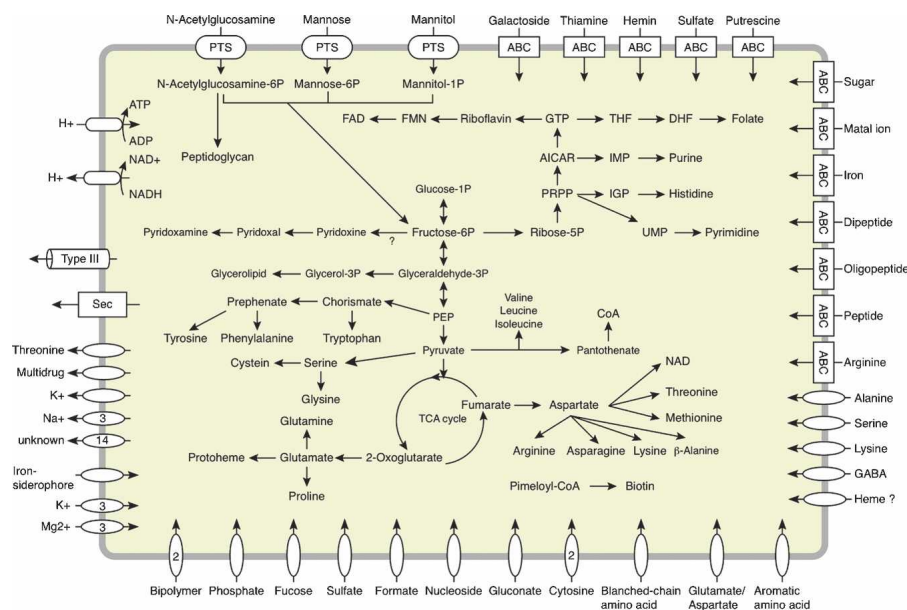 N-Acetylglucosamine
Mannose
Mannitol
Galactoside
Thiamine
Hemin
Sulfate
Putrescine
PTS
PTS
PTS
ABC
ABC
ABC
ABC
ABC
N-Acetylglucosamine-6P
Mannose-6P
Mannitol-1P
ABC
Sugar
ATP
H+
ADP
FAD
FMN
Riboflavin
GTP
THF
DHF
Folate
ABC
Matal ion
Peptidoglycan
NAD+
H+
NADH
AICAR
IMP
Purine
ABC
Iron
Glucose-1P
PRPP
IGP
Histidine
ABC
Dipeptide
Pyridoxamine
Pyridoxal
Pyridoxine
?
Fructose-6P
Ribose-5P
UMP
Pyrimidine
Type III
Glycerolipid
Glycerol-3P
Glyceraldehyde-3P
ABC
Oligopeptide
Sec
Prephenate
Chorismate
PEP
Valine
Leucine
Isoleucine
CoA
ABC
Peptide
Tyrosine
Phenylalanine
Tryptophan
Threonine
Cystein
Serine
Pyruvate
Pantothenate
NAD
ABC
Arginine
Multidrug
Glysine
K+
Fumarate
Aspartate
Threonine
Alanine
Na+
3
Glutamine
TCA cycle
Methionine
Serine
unknown
14
Protoheme
Glutamate
2-Oxoglutarate
Arginine
Asparagine
Lysine
β-Alanine
Lysine
Iron-
siderophore
Proline
Pimeloyl-CoA
Biotin
GABA
K+
3
Heme ?
Mg2+
3
2
2
Bipolymer
Phosphate
Fucose
Sulfate
Formate
Nucleoside
Gluconate
Cytosine
Blanched-chain
amino acid
Glutamate/
Aspartate
Aromatic
amino acid